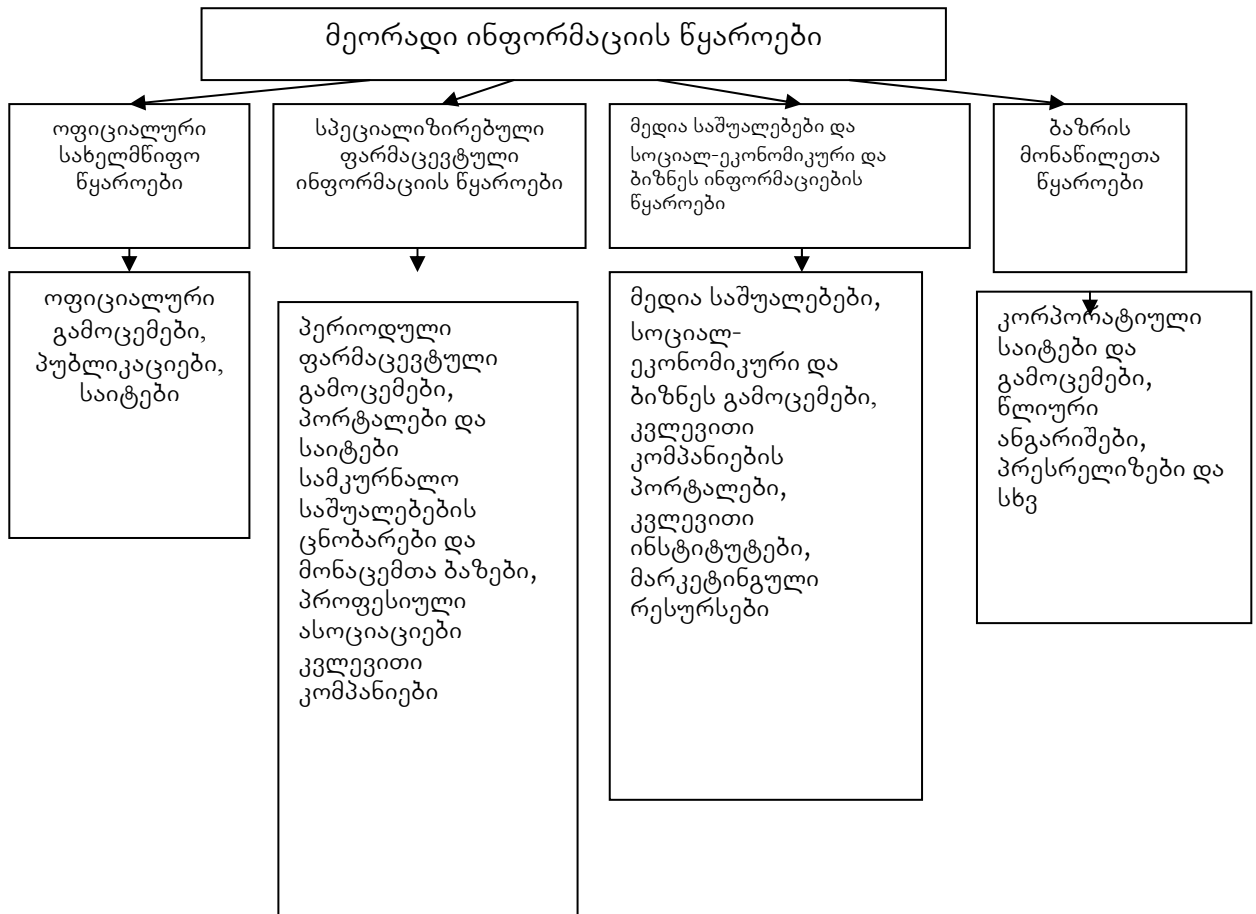 მეორადი ინფორმაციის წყაროები
ოფიციალური
სახელმწიფო
წყაროები
სპეციალიზირებული
ფარმაცევტული
ინფორმაციის წყაროები
მედია საშუალებები და
სოციალ-ეკონომიკური და
ბიზნეს ინფორმაციების
წყაროები
ბაზრის
მონაწილეთა
წყაროები
ოფიციალური
გამოცემები,
პუბლიკაციები,
საიტები
პერიოდული
ფარმაცევტული
გამოცემები,
პორტალები და
საიტები
სამკურნალო
საშუალებების
ცნობარები და
მონაცემთა ბაზები,
პროფესიული
ასოციაციები
კვლევითი
კომპანიები
მედია საშუალებები,
სოციალ-
ეკონომიკური და
ბიზნეს გამოცემები,
კვლევითი
კომპანიების
პორტალები,
კვლევითი
ინსტიტუტები,
მარკეტინგული
რესურსები
კორპორატიული
საიტები და
გამოცემები,
წლიური
ანგარიშები,
პრესრელიზები და
სხვ